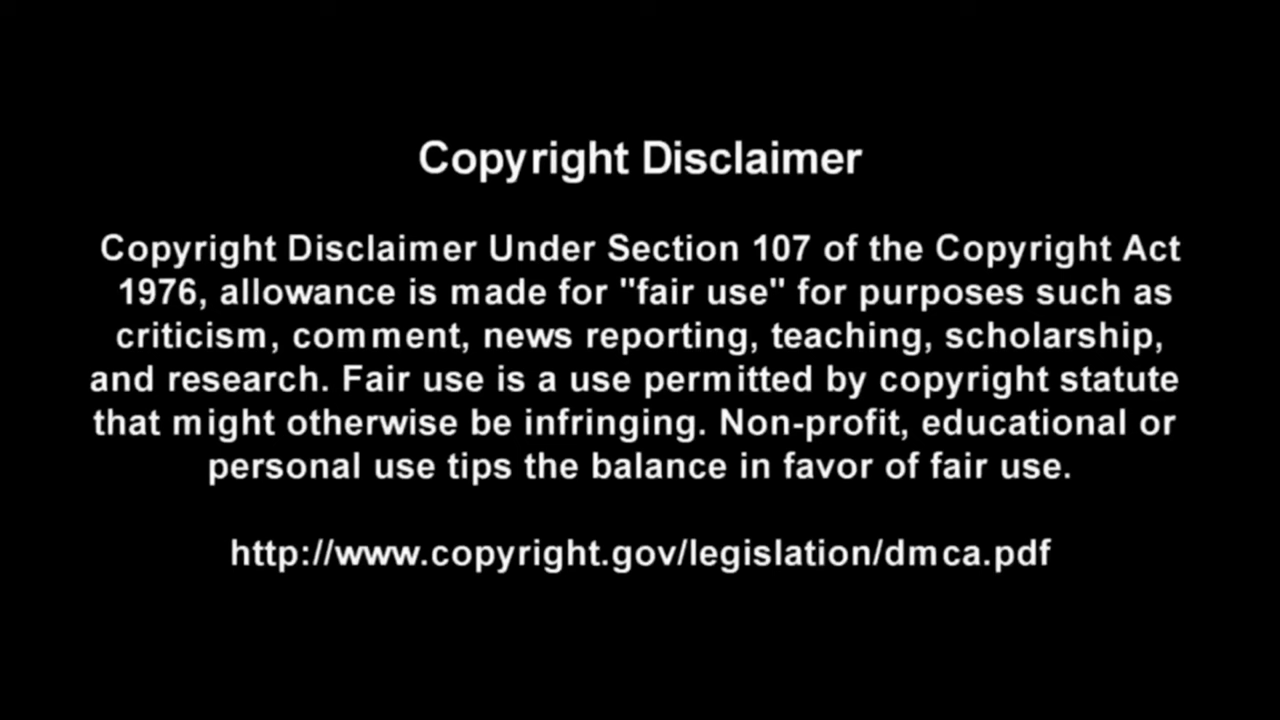 Copyright Disclaimer
Copyright Disclaimer Under Section 107 of the Copyright Act
1976, allowance is made for "fair use" for purposes such as
criticism, comment, news reporting, teaching, scholarship,
and research. Fair use is a use permitted by copyright statute
that might otherwise be infringing. Non-profit, educational or
personal use tips the balance in favor of fair use.
http://www.copyright.gov/legislation/dmca.pdf